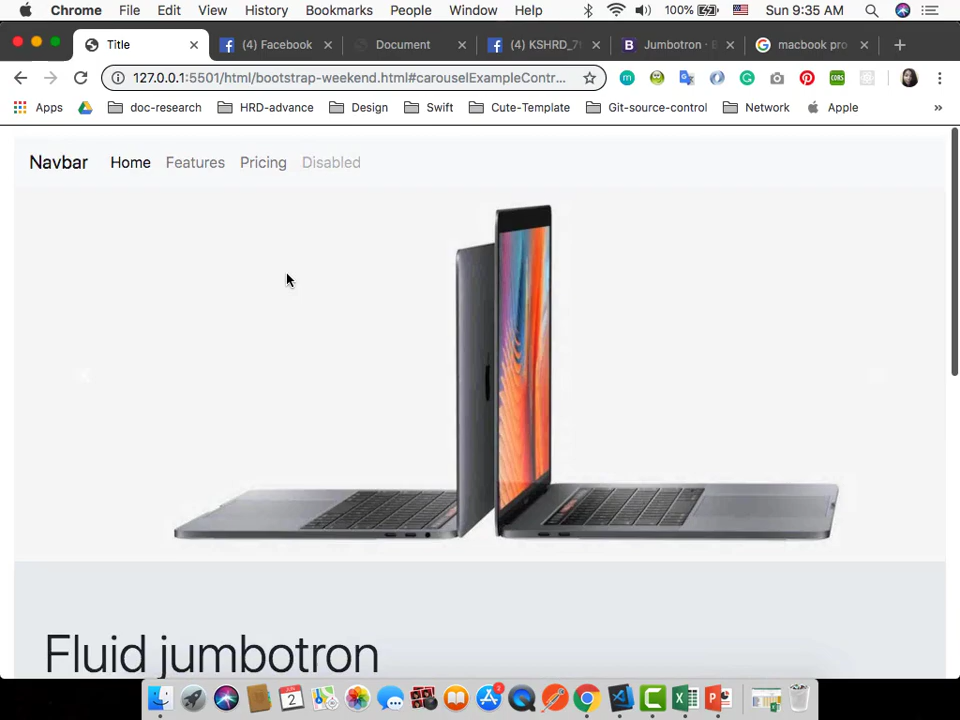 Chrome File Edit View History Bookmarks People Window Help 100% Sun 9:35 AM
Title (4) Facebook Document (4) KSHRD_7 Jumbotron · macbook pro
127.0.0.1:5501/html/bootstrap-weekend.html#carouselExampleContr...
Apps doc-research HRD-advance Design Swift Cute-Template Git-source-control Network Apple
Navbar Home Features Pricing Disabled
Fluid jumbotron